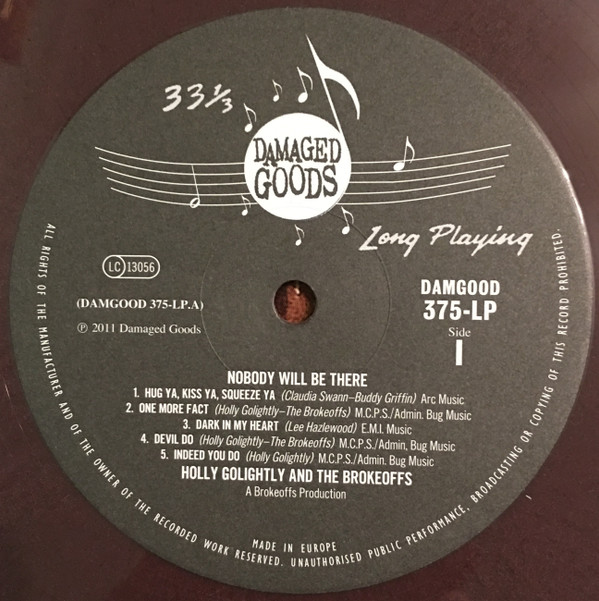 33⅓
DAMAGED
GOODS
Long Playing
LC 13056
(DAMGOOD 375-LP.A)
℗ 2011 Damaged Goods
DAMGOOD
375-LP
Side
1
NOBODY WILL BE THERE
1. HUG YA, KISS YA, SQUEEZE YA (Claudia Swann–Buddy Griffin) Arc Music
2. ONE MORE FACT (Holly Golightly–The Brokeoffs) M.C.P.S./Admin. Bug Music
3. DARK IN MY HEART (Lee Hazlewood) E.M.I. Music
4. DEVIL DO (Holly Golightly–The Brokeoffs) M.C.P.S./Admin. Bug Music
5. INDEED YOU DO (Holly Golightly) M.C.P.S./Admin. Bug Music
HOLLY GOLIGHTLY AND THE BROKEOFFS
A Brokeoffs Production
MADE IN EUROPE
ALL RIGHTS OF THE MANUFACTURER AND OF THE OWNER OF THE RECORDED WORK RESERVED. UNAUTHORISED PUBLIC PERFORMANCE, BROADCASTING OR COPYING OF THIS RECORD PROHIBITED.